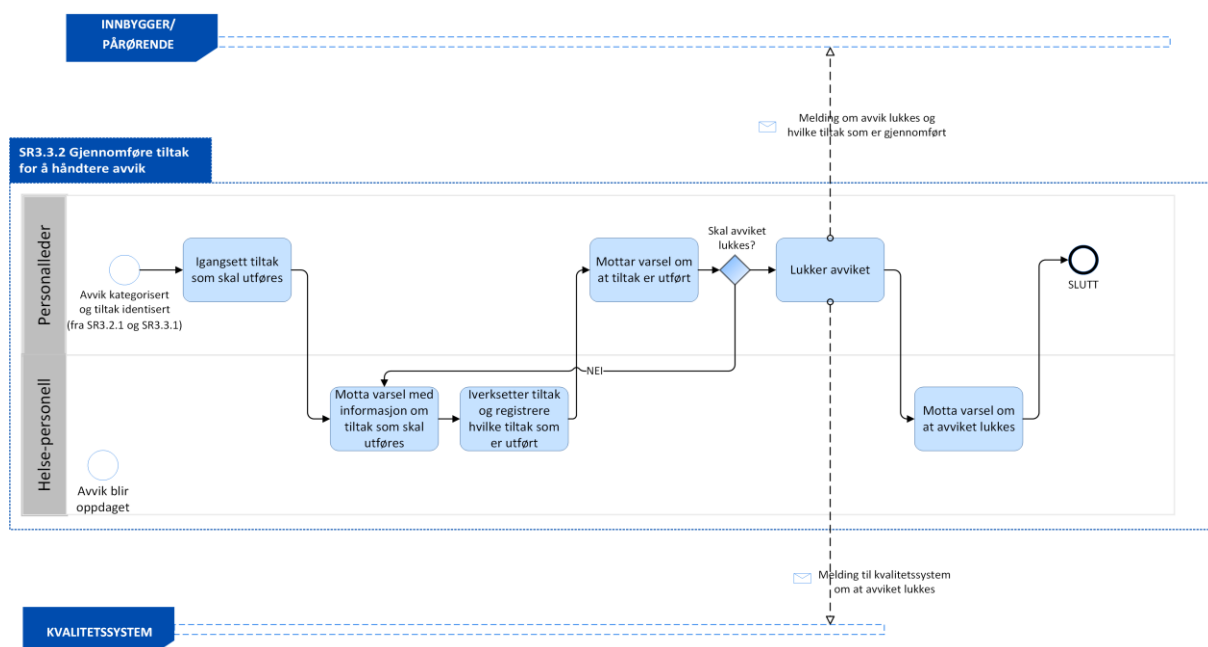 INNBYGGER/
PÅRØRENDE
Melding om avvik lukkes og
hvilke tiltak som er gjennomført
SR3.3.2 Gjennomføre tiltak
for å håndtere avvik
Personalleder
Avvik kategorisert
og tiltak identisert
(fra SR3.2.1 og SR3.3.1)
Igangsett tiltak
som skal utføres
Mottar varsel om
at tiltak er utført
Skal avviket
lukkes?
Lukker avviket
SLUTT
NEI
Helse-personell
Avvik blir
oppdaget
Motta varsel med
informasjon om
tiltak som skal
utføres
Iverksetter tiltak
og registrere
hvilke tiltak som
er utført
Motta varsel om
at avviket lukkes
Melding til kvalitetssystem
om at avviket lukkes
KVALITETSSYSTEM